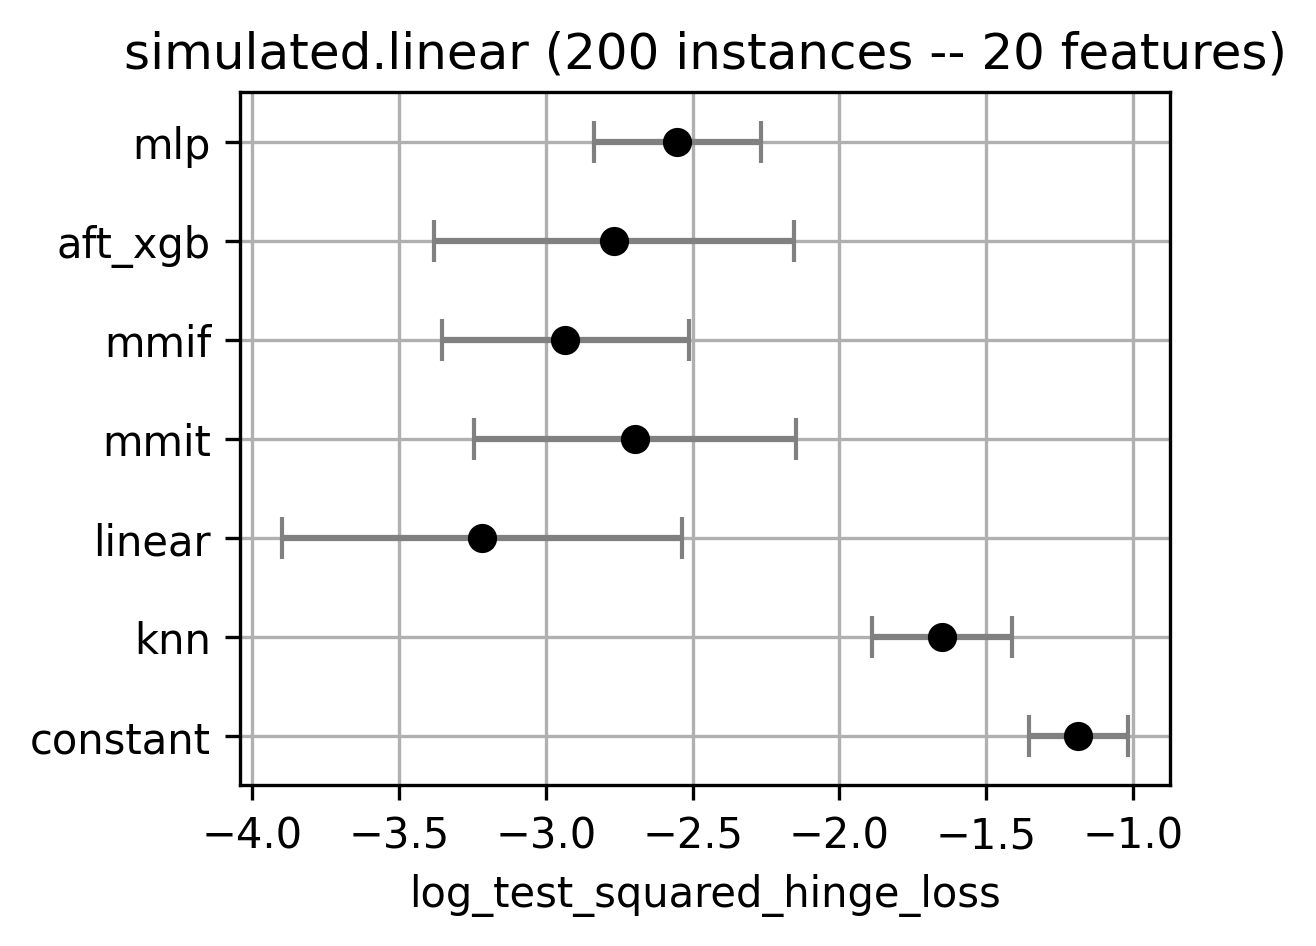 simulated.linear (200 instances -- 20 features)
mlp
aft_xgb
mmif
mmit
linear
knn
constant
−4.0 −3.5 −3.0 −2.5 −2.0 −1.5 −1.0
log_test_squared_hinge_loss